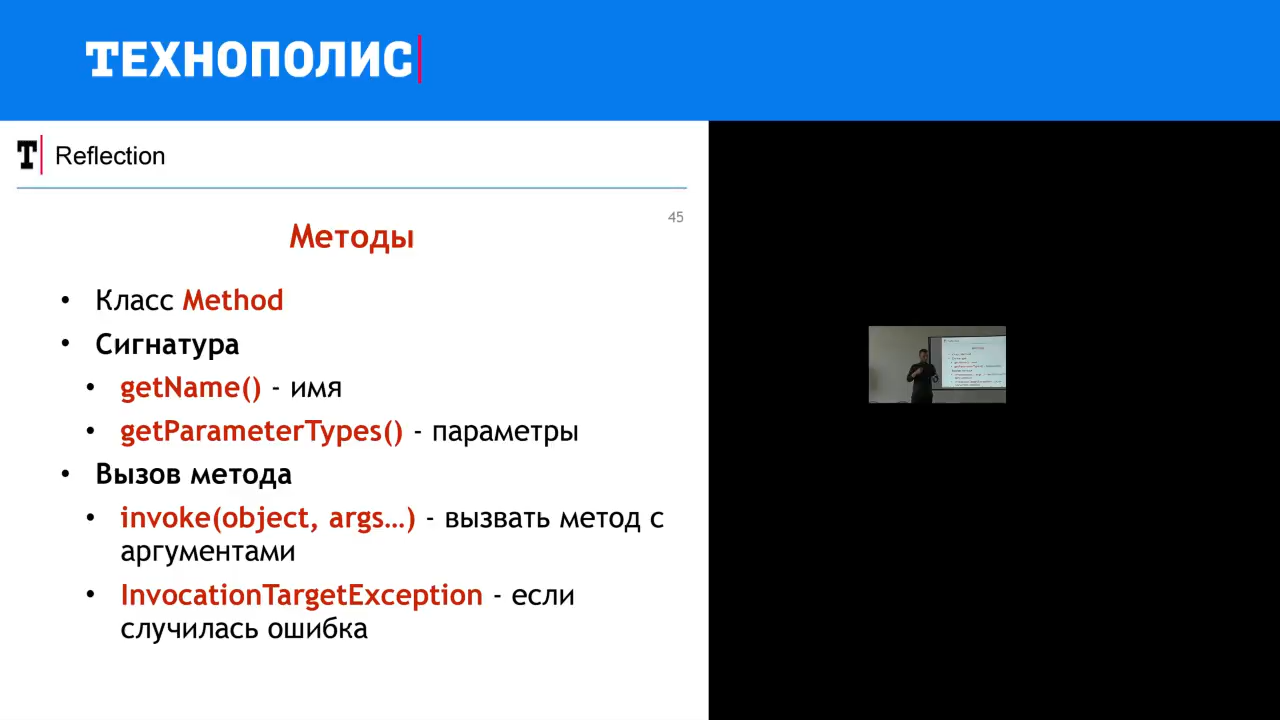 ТЕХНОПОЛИС
T Reflection
45
Методы
• Класс Method
• Сигнатура
• getName() - имя
• getParameterTypes() - параметры
• Вызов метода
• invoke(object, args…) - вызвать метод с
аргументами
• InvocationTargetException - если
случилась ошибка